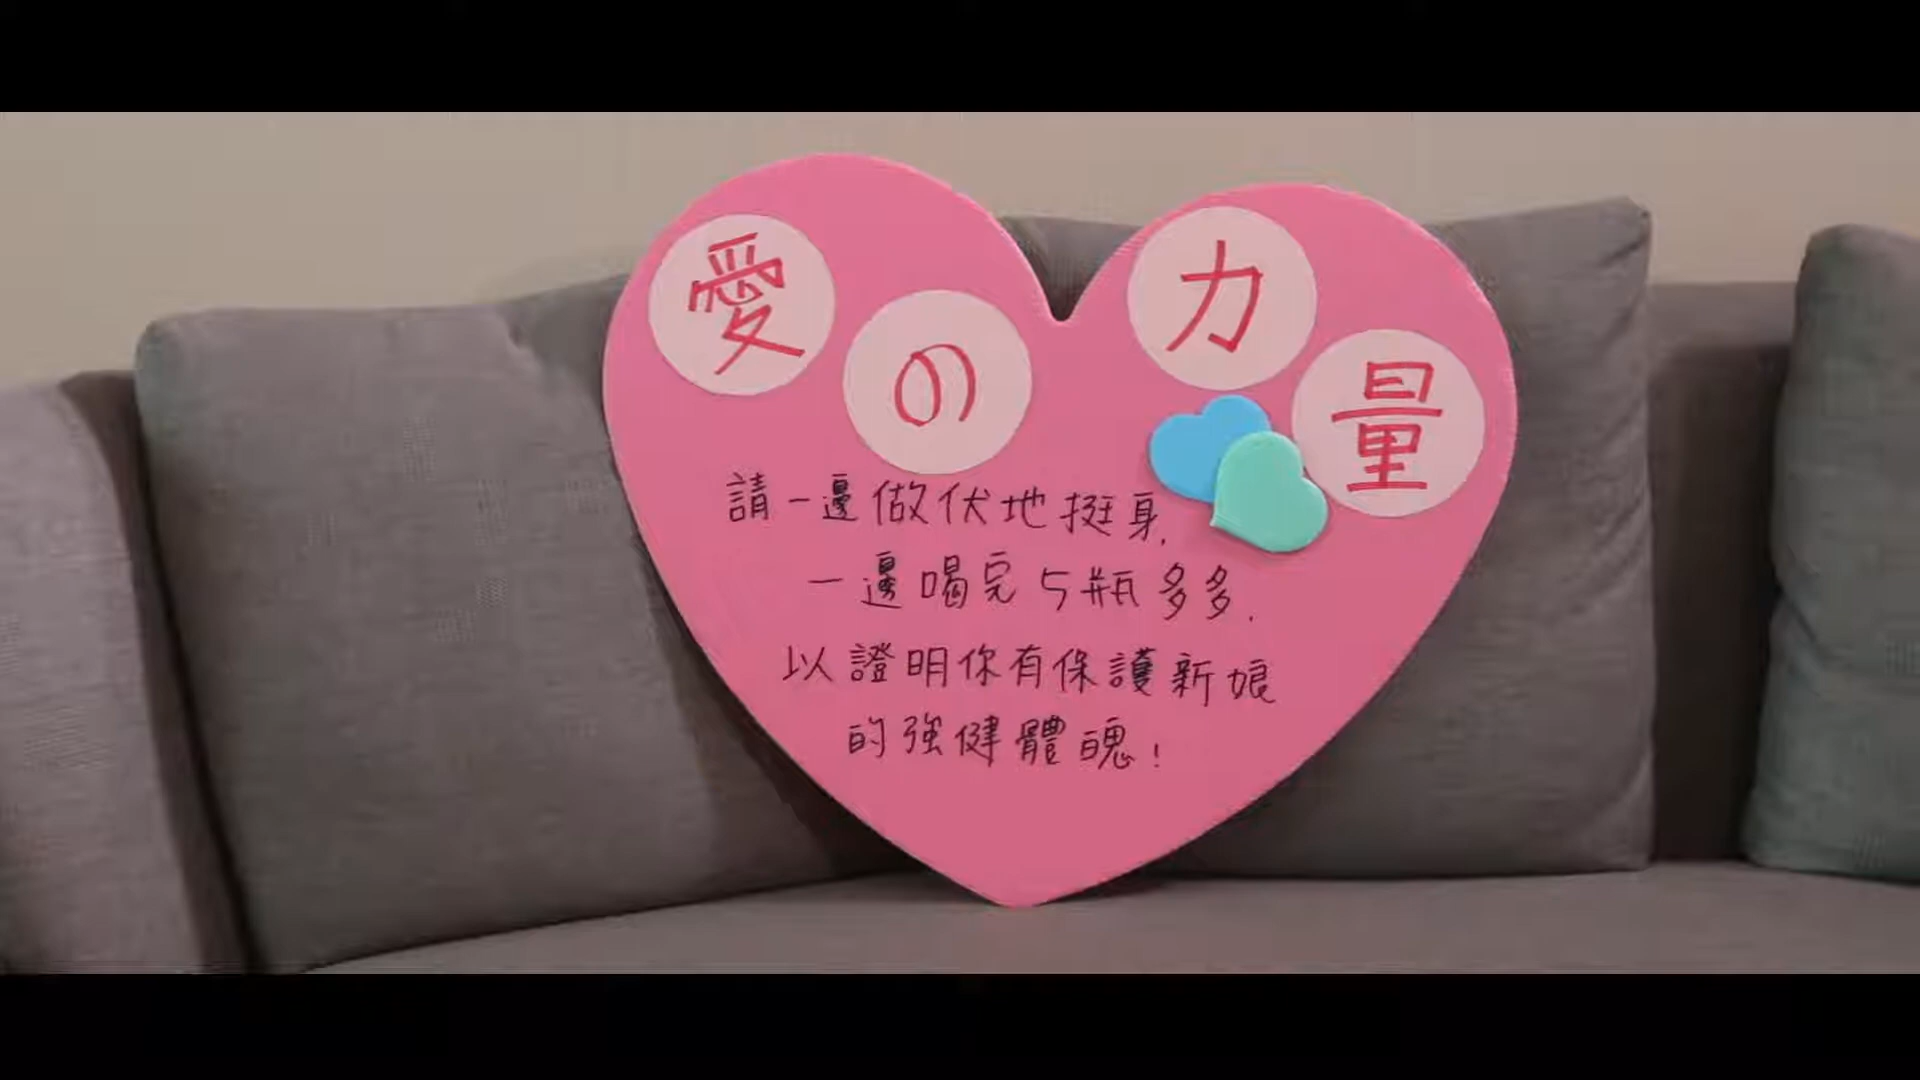 愛の力量
請一邊做伏地挺身,
一邊喝完5瓶多多.
以證明你有保護新娘
的強健體魄!